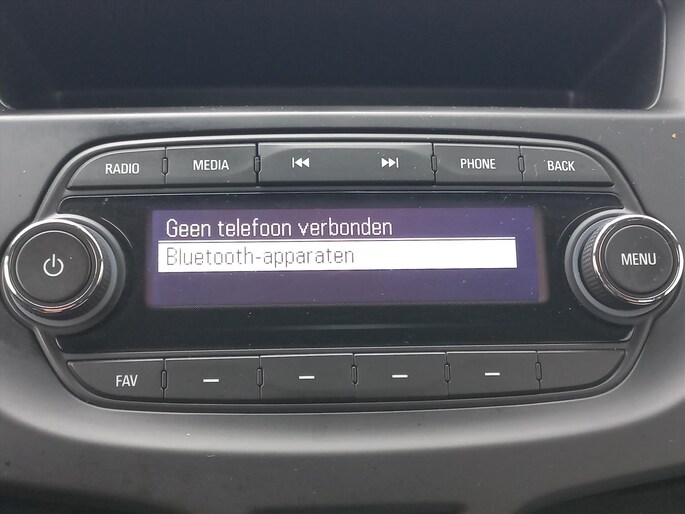 RADIO MEDIA PHONE BACK
Geen telefoon verbonden
Bluetooth-apparaten
MENU
FAV